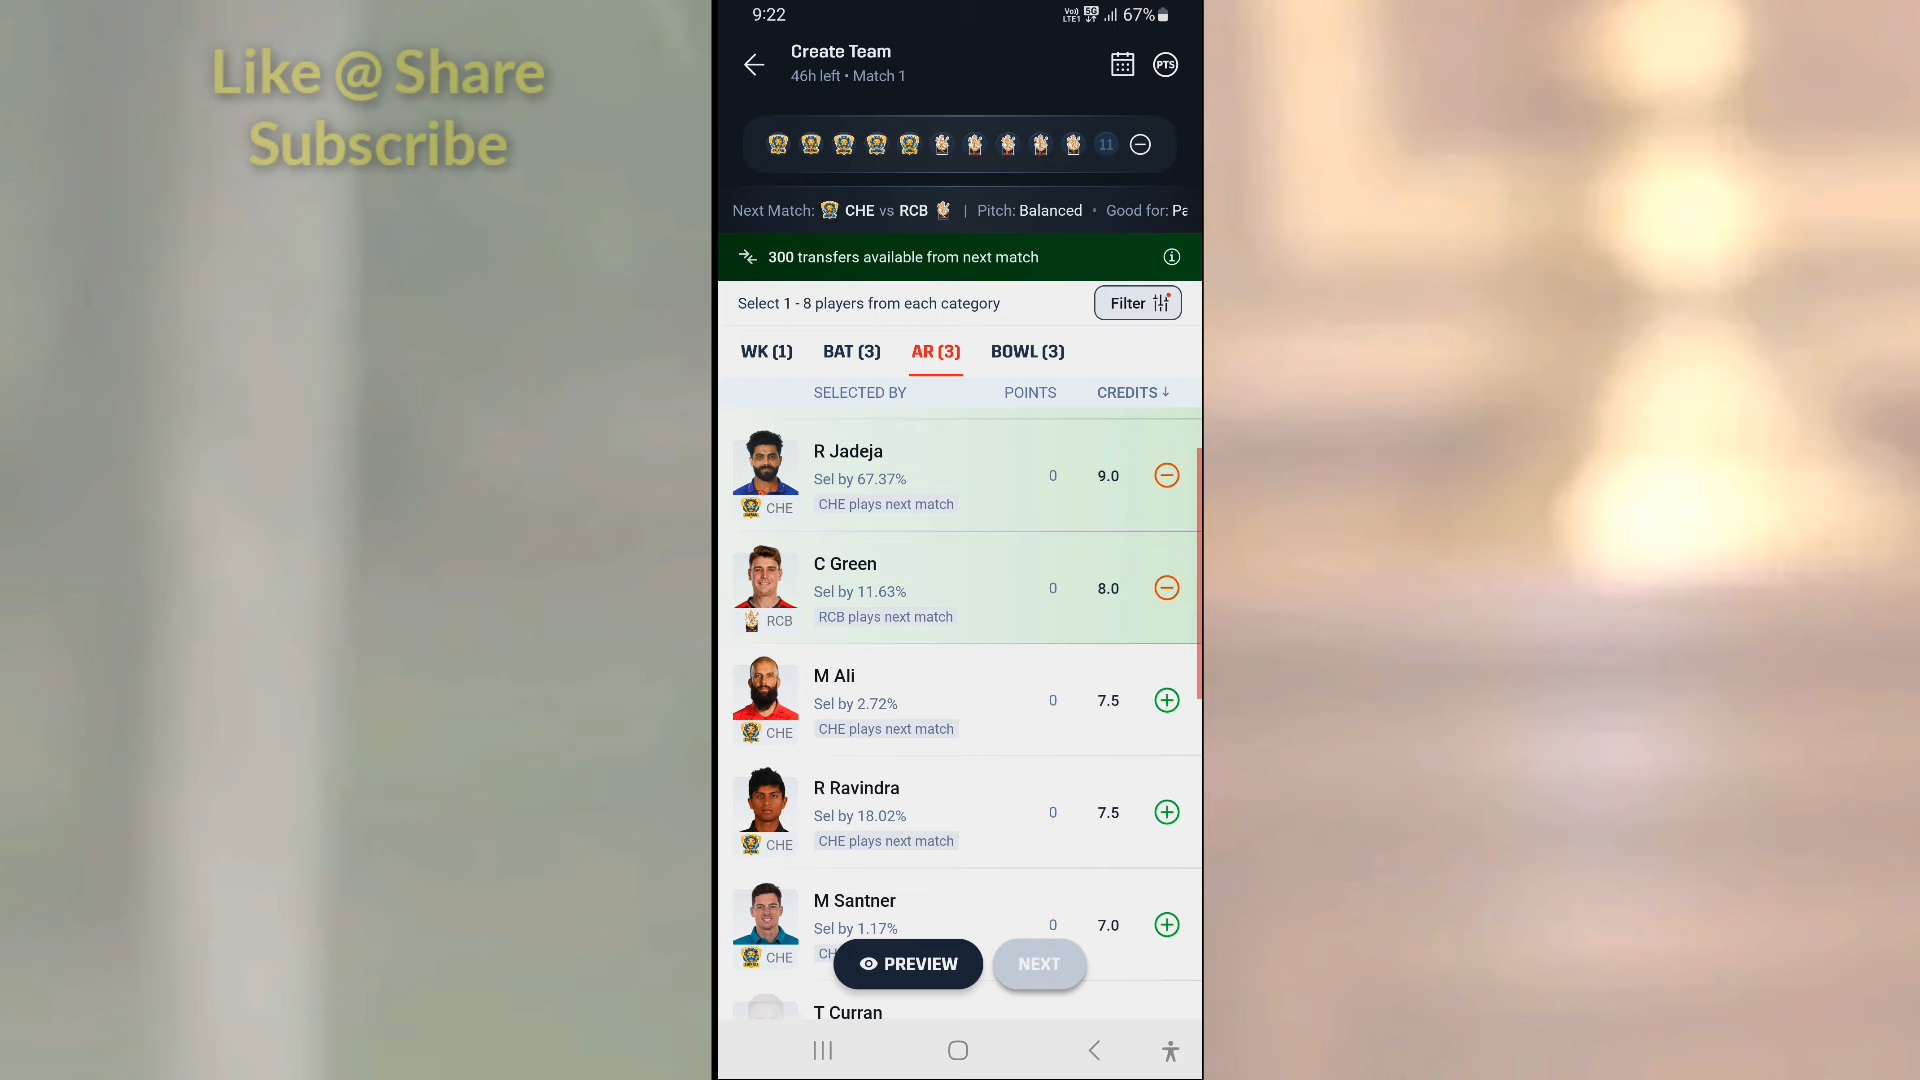 Like @ Share
Subscribe
9:22
Vo)) LTE1 5G 67%
Create Team
46h left • Match 1
11
Next Match: CHE vs RCB | Pitch: Balanced • Good for: Pa
300 transfers available from next match
Select 1 - 8 players from each category
Filter
WK (1) BAT (3) AR (3) BOWL (3)
SELECTED BY POINTS CREDITS ↓
R Jadeja
Sel by 67.37% 0 9.0
CHE plays next match
CHE
C Green
Sel by 11.63% 0 8.0
RCB plays next match
RCB
M Ali
Sel by 2.72% 0 7.5
CHE plays next match
CHE
R Ravindra
Sel by 18.02% 0 7.5
CHE plays next match
CHE
M Santner
Sel by 1.17% 0 7.0
CH
CHE
PREVIEW NEXT
T Curran
PTS